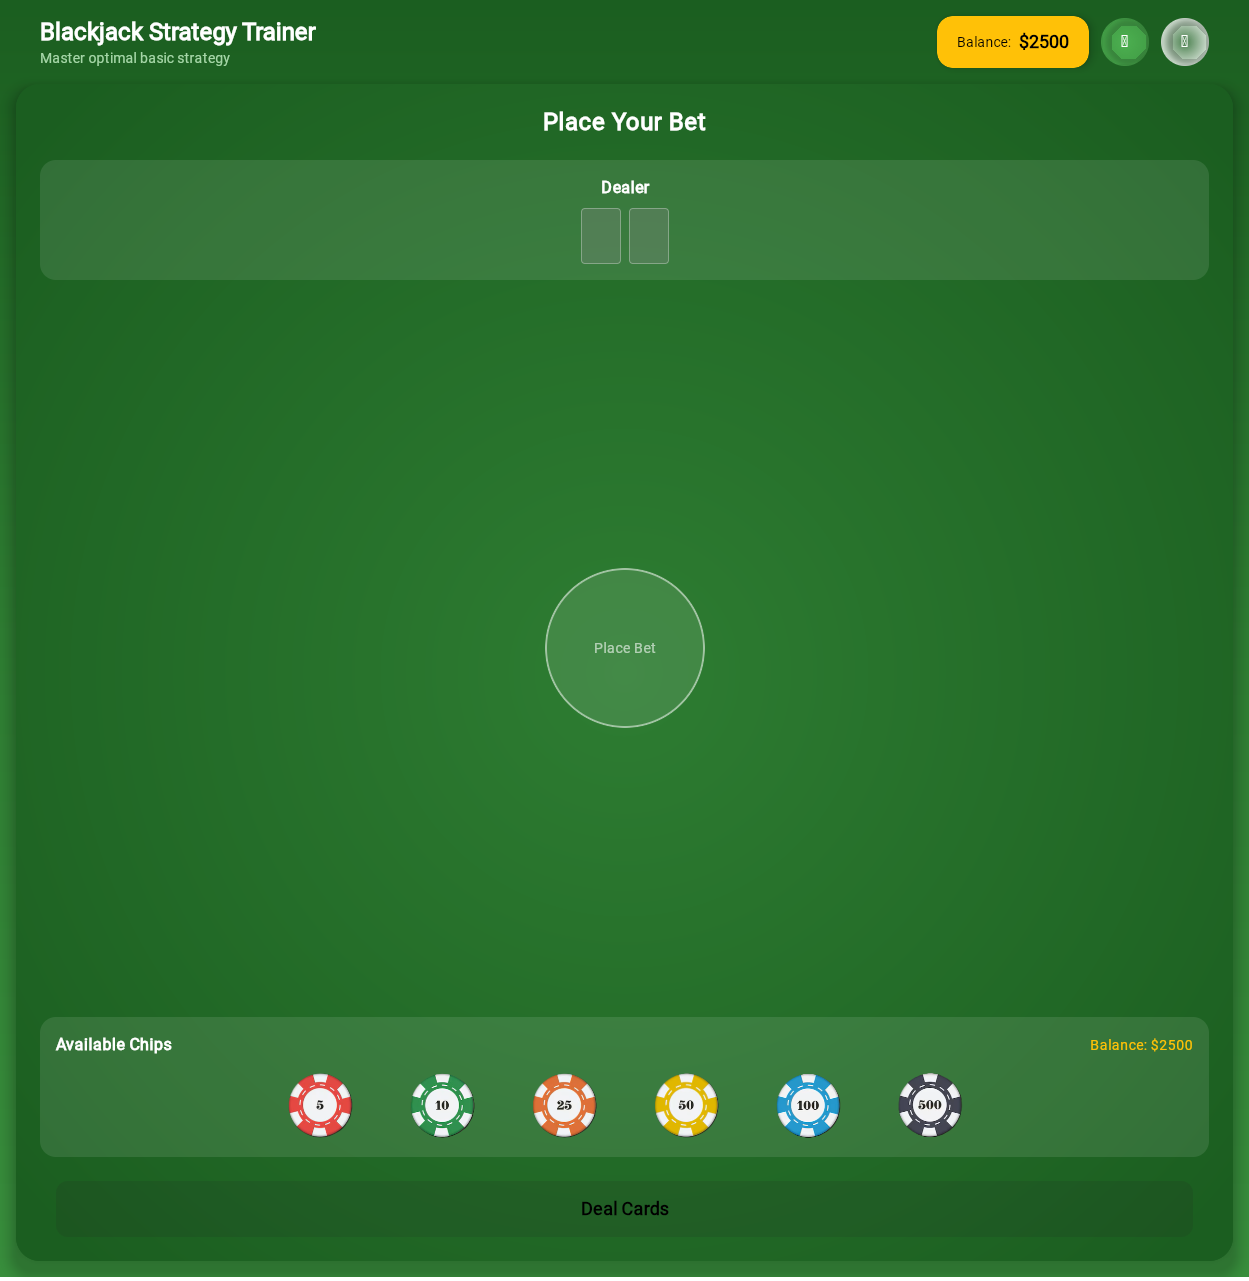 Blackjack Strategy Trainer
Master optimal basic strategy
Balance: $2500
Place Your Bet
Dealer
Place Bet
Available Chips
Balance: $2500
5
10
25
50
100
500
Deal Cards